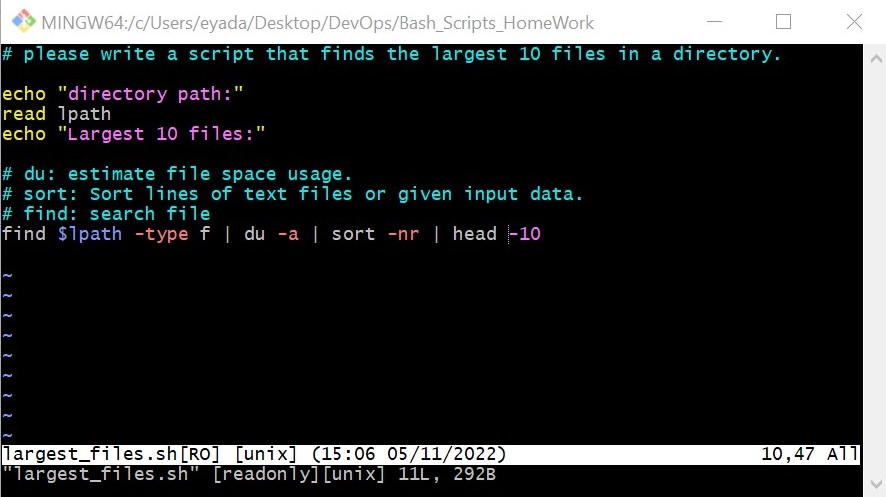 MINGW64:/c/Users/eyada/Desktop/DevOps/Bash_Scripts_HomeWork
# please write a script that finds the largest 10 files in a directory.
echo "directory path:"
read lpath
echo "Largest 10 files:"
# du: estimate file space usage.
# sort: Sort lines of text files or given input data.
# find: search file
find $lpath -type f | du -a | sort -nr | head -10
~
~
~
~
~
~
~
~
~
largest_files.sh[RO] [unix] (15:06 05/11/2022) 10,47 All
"largest_files.sh" [readonly][unix] 11L, 292B